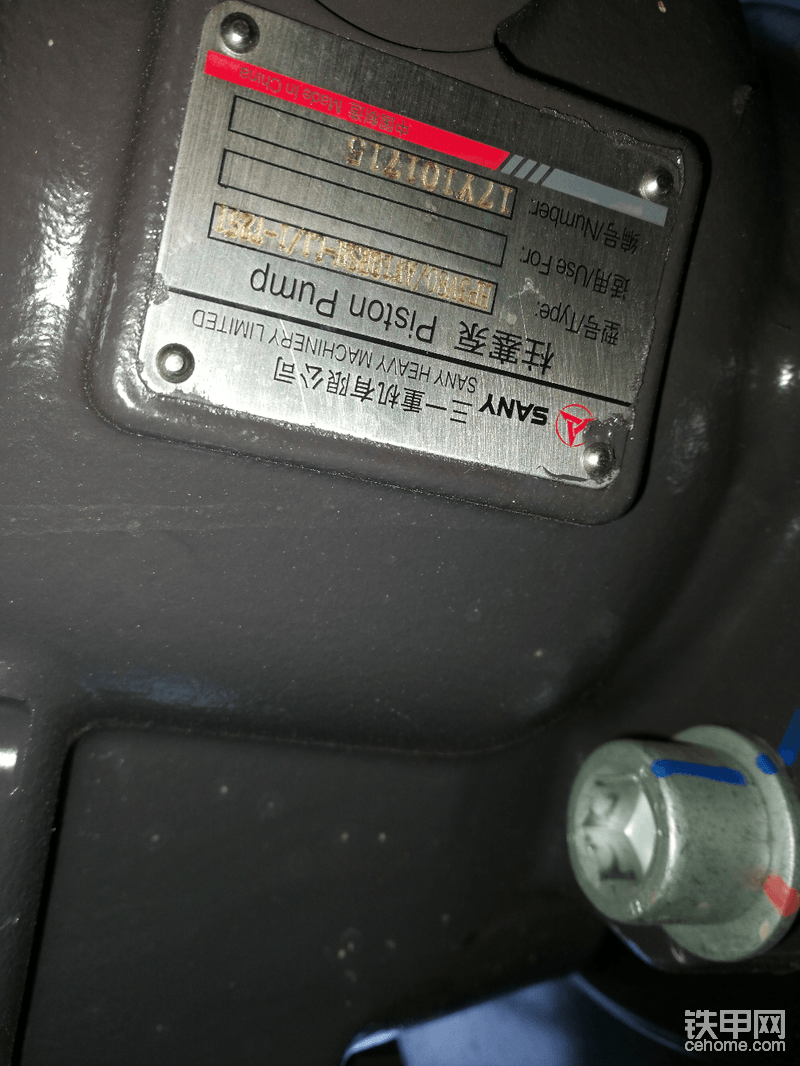 SANY 三一重机有限公司
SANY HEAVY MACHINERY LIMITED
柱塞泵 Piston Pump
型号/Type:
适用/Use For:
编号/Number: 17Y101715
中国制造 Made in China
铁甲网
cehome.com